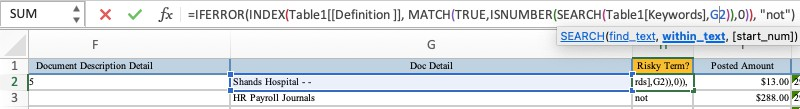 SUM =IFERROR(INDEX(Table1[[Definition ]], MATCH(TRUE,ISNUMBER(SEARCH(Table1[Keywords],G2)),0)), "not")
SEARCH(find_text, within_text, [start_num])
F G
1 Document Description Detail Doc Detail Risky Term? Posted Amount
2 5 Shands Hospital - - rds],G2)),0)), $13.00
3 HR Payroll Journals not $288.00